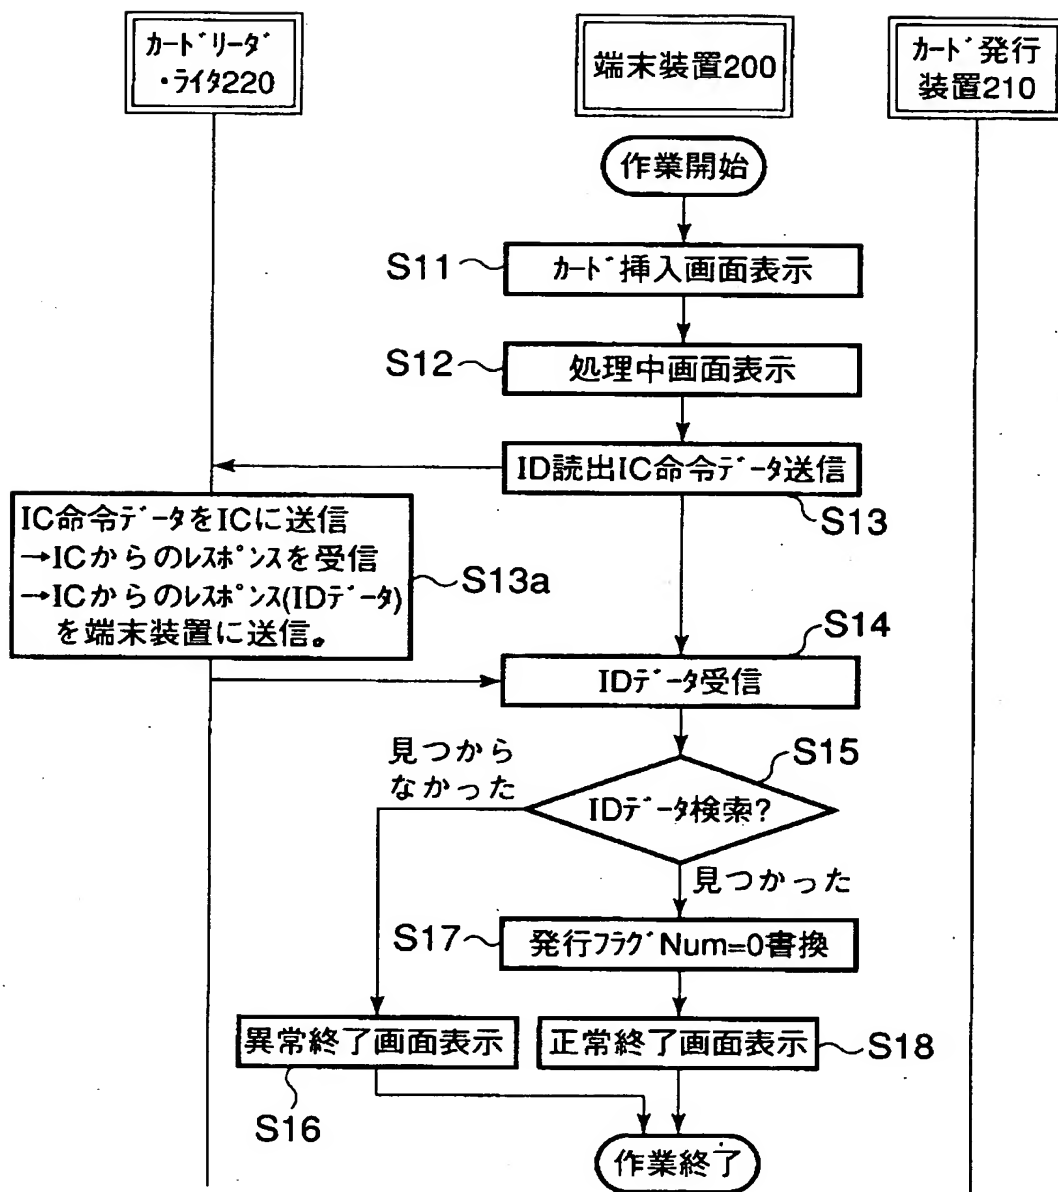 カード リーダ
・ライタ220
端末装置200
カード 発行
装置210
作業開始
S11
カード 挿入画面表示
S12
処理中画面表示
ID読出IC命令データ送信
S13
IC命令データをICに送信
→ICからのレスポンスを受信
→ICからのレスポンス(IDデータ)
を端末装置に送信。
S13a
S14
IDデータ受信
S15
見つから
なかった
IDデータ検索?
見つかった
S17
発行フラグNum=0書換
異常終了画面表示
正常終了画面表示
S18
S16
作業終了